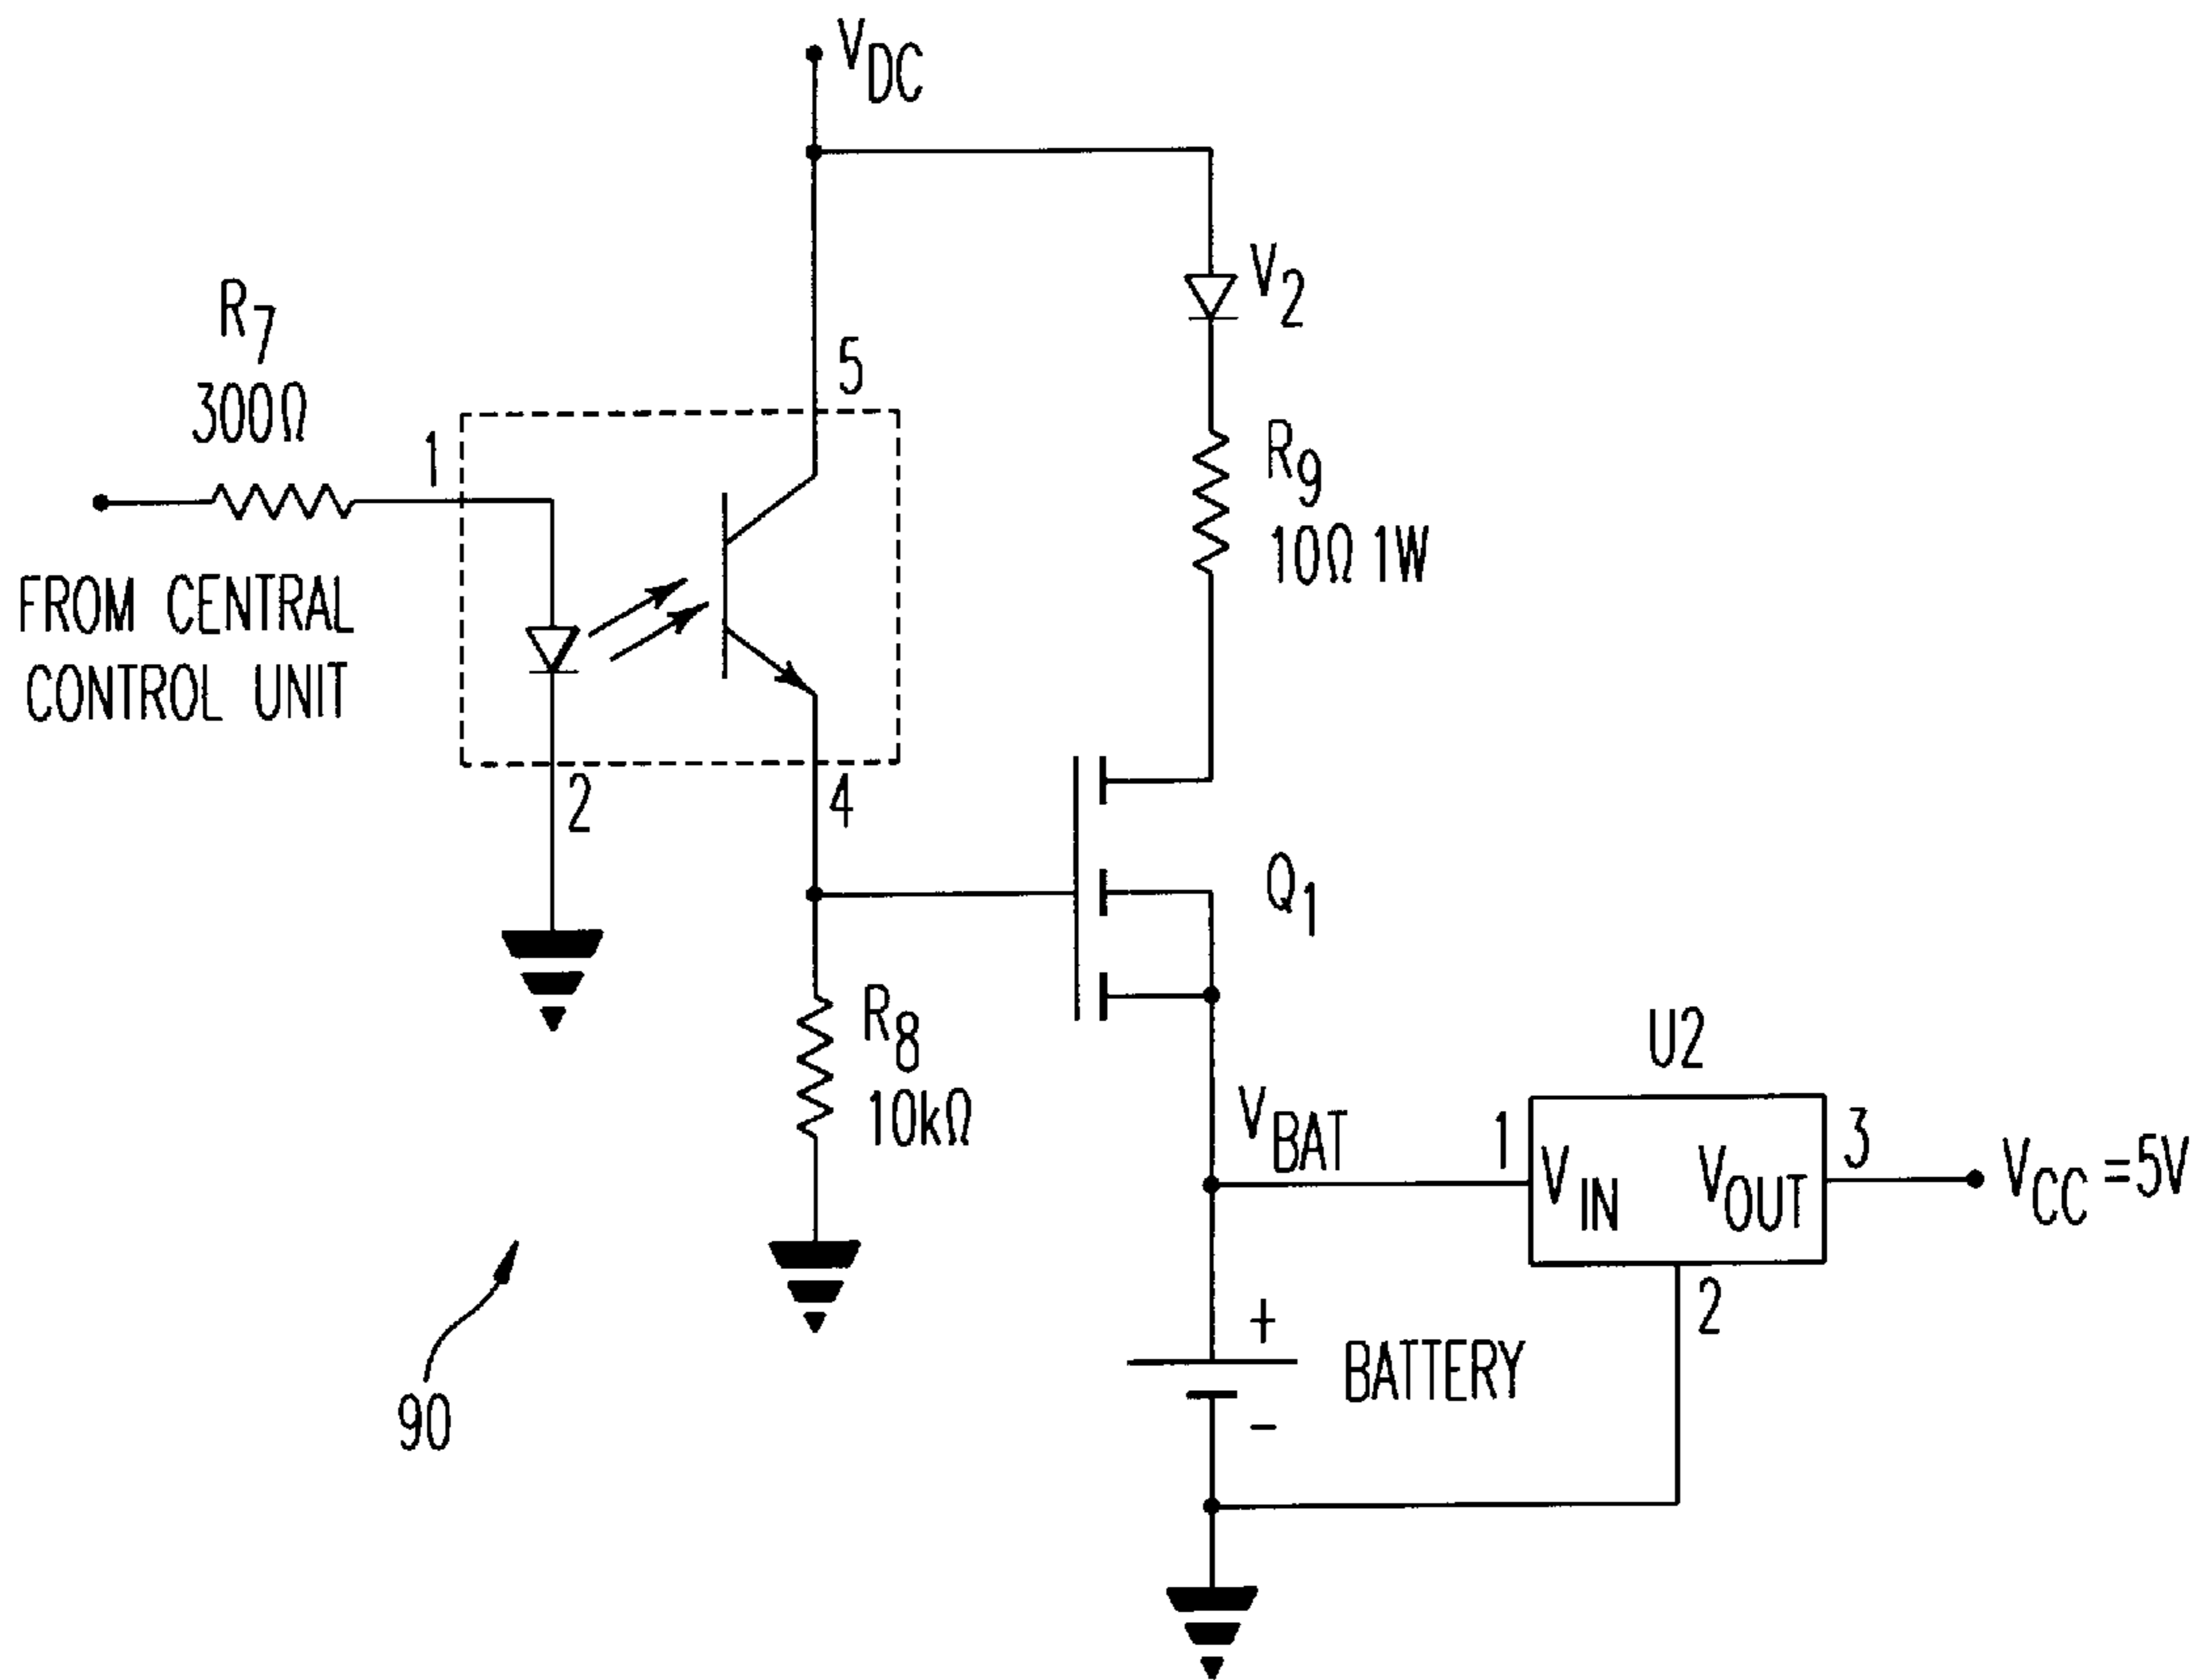 V_DC
R_7
300Ω
1
5
V_2
R_9
10Ω 1W
FROM CENTRAL
CONTROL UNIT
2
4
Q_1
R_8
10kΩ
U2
V_BAT
1
V_IN
V_OUT
3
V_CC =5V
2
+
BATTERY
-
90